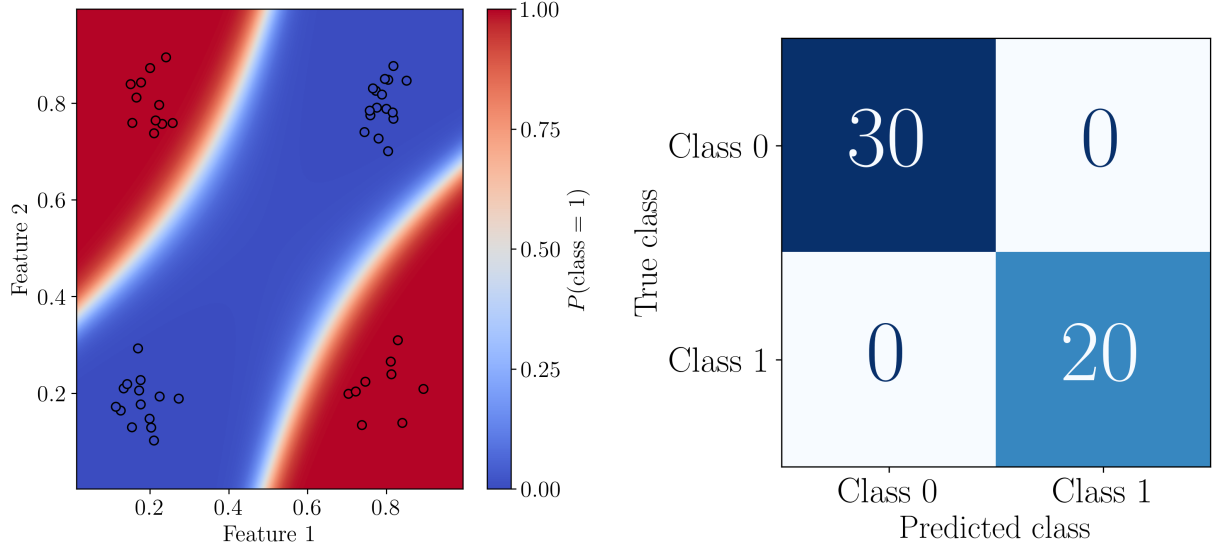 0.8
0.6
0.4
0.2
Feature 2
0.2 0.4 0.6 0.8
Feature 1
1.00
0.75
0.50
0.25
0.00
P(class = 1)
True class
Class 0
Class 1
30 0
0 20
Class 0 Class 1
Predicted class